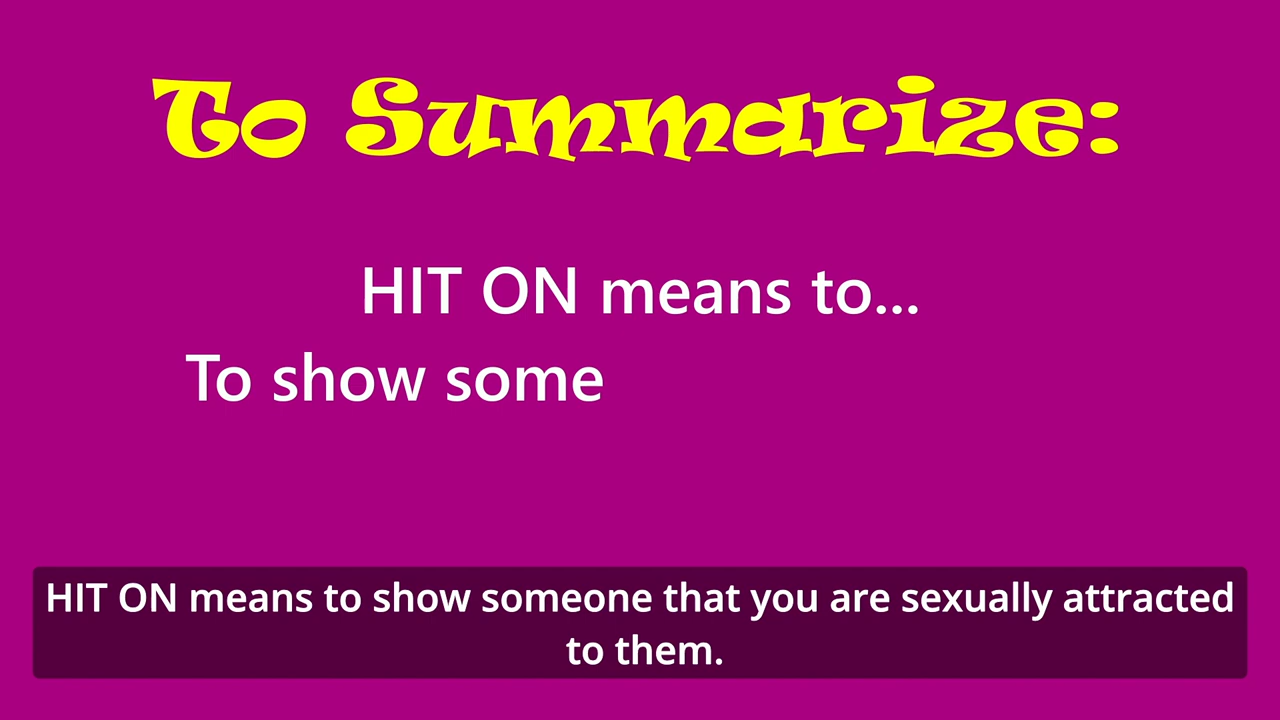 To Summarize:
HIT ON means to...
To show some
HIT ON means to show someone that you are sexually attracted
to them.